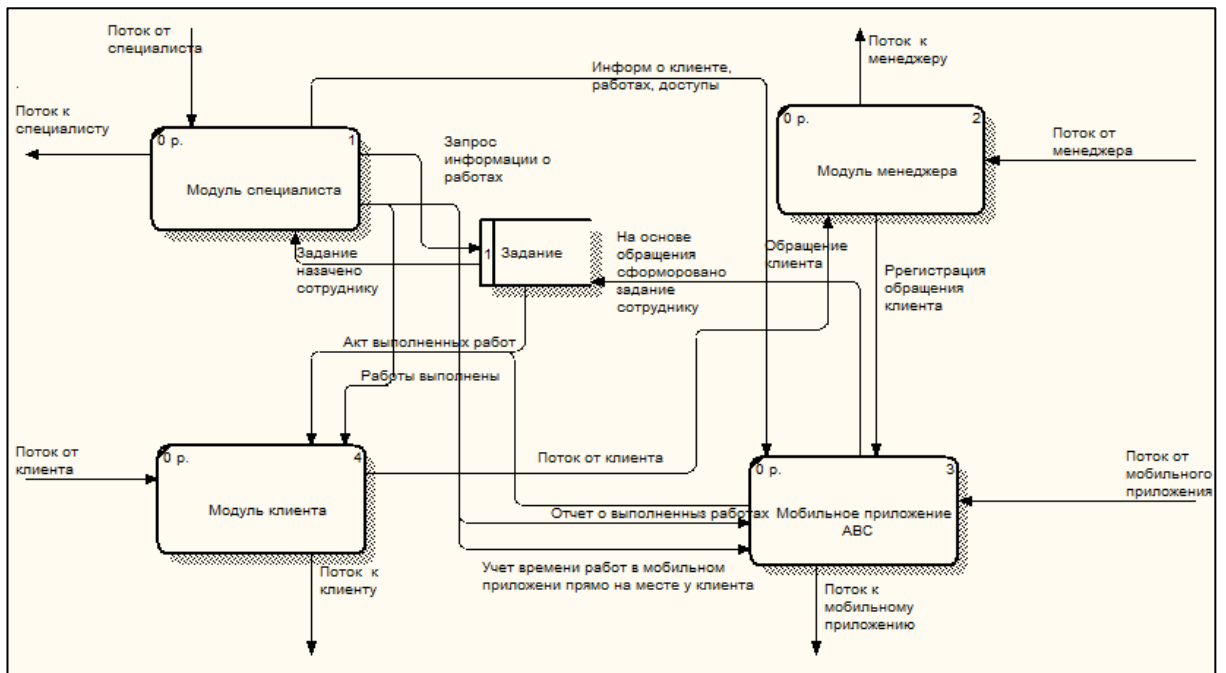 Поток от
специалиста
.
Поток к
специалисту
0 р.
1
Модуль специалиста
Запрос
информации о
работах
Информ о клиенте,
работах, доступы
Поток к
менеджеру
0 р.
2
Модуль менеджера
Поток от
менеджера
Задание
назачено
сотруднику
1
Задание
На основе
обращения
сформоровано
задание
сотруднику
Обращение
клиента
Ррегистрация
обращения
клиента
Акт выполненных работ
Работы выполнены
Поток от
клиента
0 р.
4
Модуль клиента
Поток от клиента
0 р.
3
Мобильное приложение
АВС
Поток от
мобильного
приложения
Отчет о выполненных работах
Учет времени работ в мобильном
приложени прямо на месте у клиента
Поток к
клиенту
Поток к
мобильному
приложению